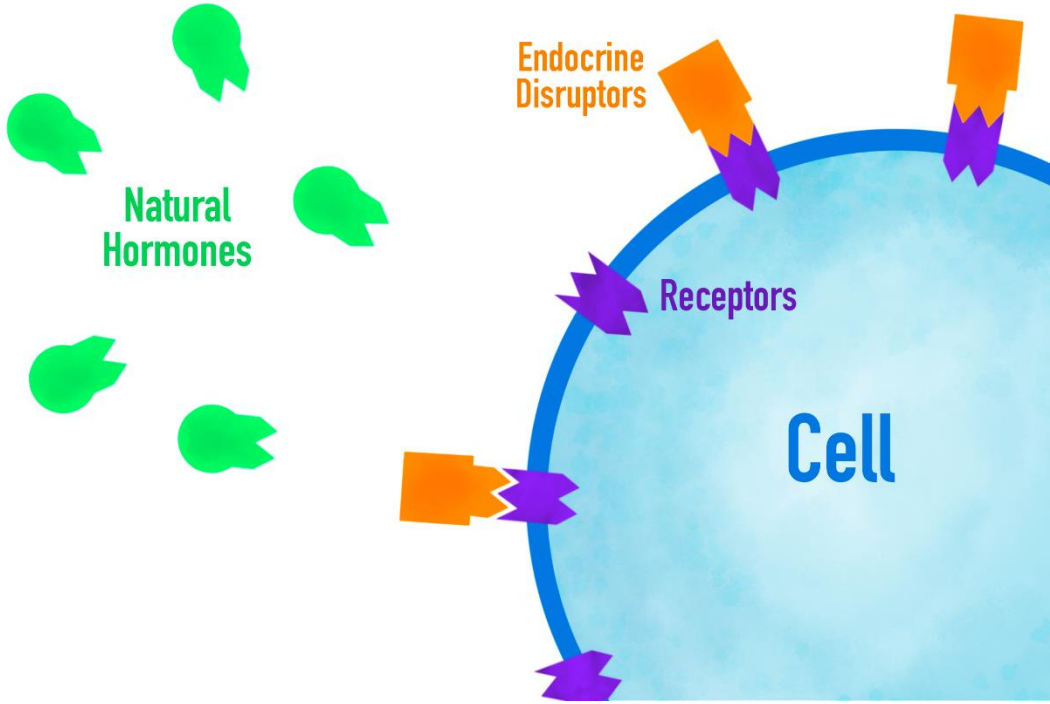 Endocrine
Disruptors
Natural
Hormones
Receptors
Cell